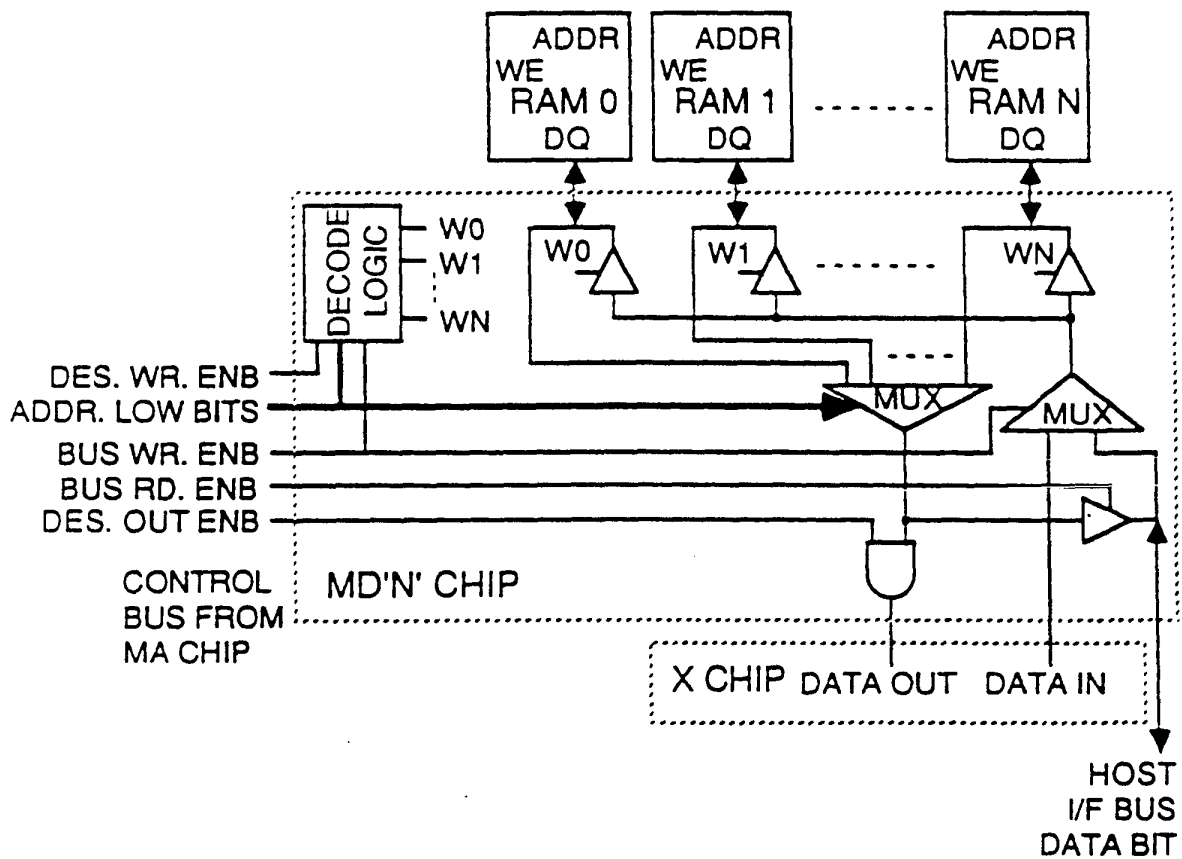 ADDR
WE
RAM 0
DQ
ADDR
WE
RAM 1
DQ
ADDR
WE
RAM N
DQ
DECODE
LOGIC
W0
W1
WN
W0
W1
WN
DES. WR. ENB
ADDR. LOW BITS
BUS WR. ENB
BUS RD. ENB
DES. OUT ENB
MUX
MUX
CONTROL
BUS FROM
MA CHIP
MD'N' CHIP
X CHIP DATA OUT DATA IN
HOST
I/F BUS
DATA BIT